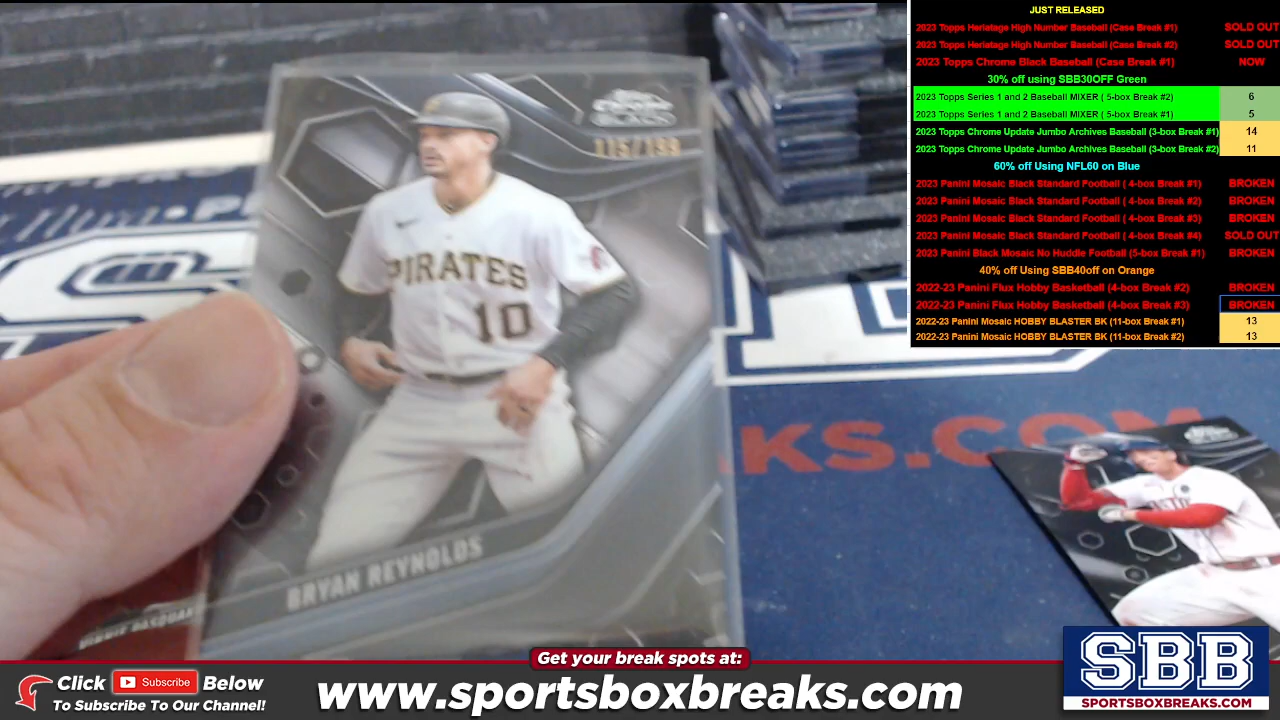 JUST RELEASED
2023 Topps Heriatage High Number Baseball (Case Break #1) SOLD OUT
2023 Topps Heriatage High Number Baseball (Case Break #2) SOLD OUT
2023 Topps Chrome Black Baseball (Case Break #1) NOW
30% off using SBB30OFF Green
2023 Topps Series 1 and 2 Baseball MIXER ( 5-box Break #2) 6
2023 Topps Series 1 and 2 Baseball MIXER ( 5-box Break #1) 5
2023 Topps Chrome Update Jumbo Archives Baseball (3-box Break #1) 14
2023 Topps Chrome Update Jumbo Archives Baseball (3-box Break #2) 11
60% off Using NFL60 on Blue
2023 Panini Mosaic Black Standard Football ( 4-box Break #1) BROKEN
2023 Panini Mosaic Black Standard Football ( 4-box Break #2) BROKEN
2023 Panini Mosaic Black Standard Football ( 4-box Break #3) BROKEN
2023 Panini Mosaic Black Standard Football ( 4-box Break #4) SOLD OUT
2023 Panini Black Mosaic No Huddle Football (5-box Break #1) BROKEN
40% off Using SBB40off on Orange
2022-23 Panini Flux Hobby Basketball (4-box Break #2) BROKEN
2022-23 Panini Flux Hobby Basketball (4-box Break #3) BROKEN
2022-23 Panini Mosaic HOBBY BLASTER BK (11-box Break #1) 13
2022-23 Panini Mosaic HOBBY BLASTER BK (11-box Break #2) 13
CHROME
BLACK
115/199
PIRATES
10
BRYAN REYNOLDS
KS.COM
Get your break spots at:
Click Subscribe Below
To Subscribe To Our Channel!
www.sportsboxbreaks.com
SBB
SPORTSBOXBREAKS.COM